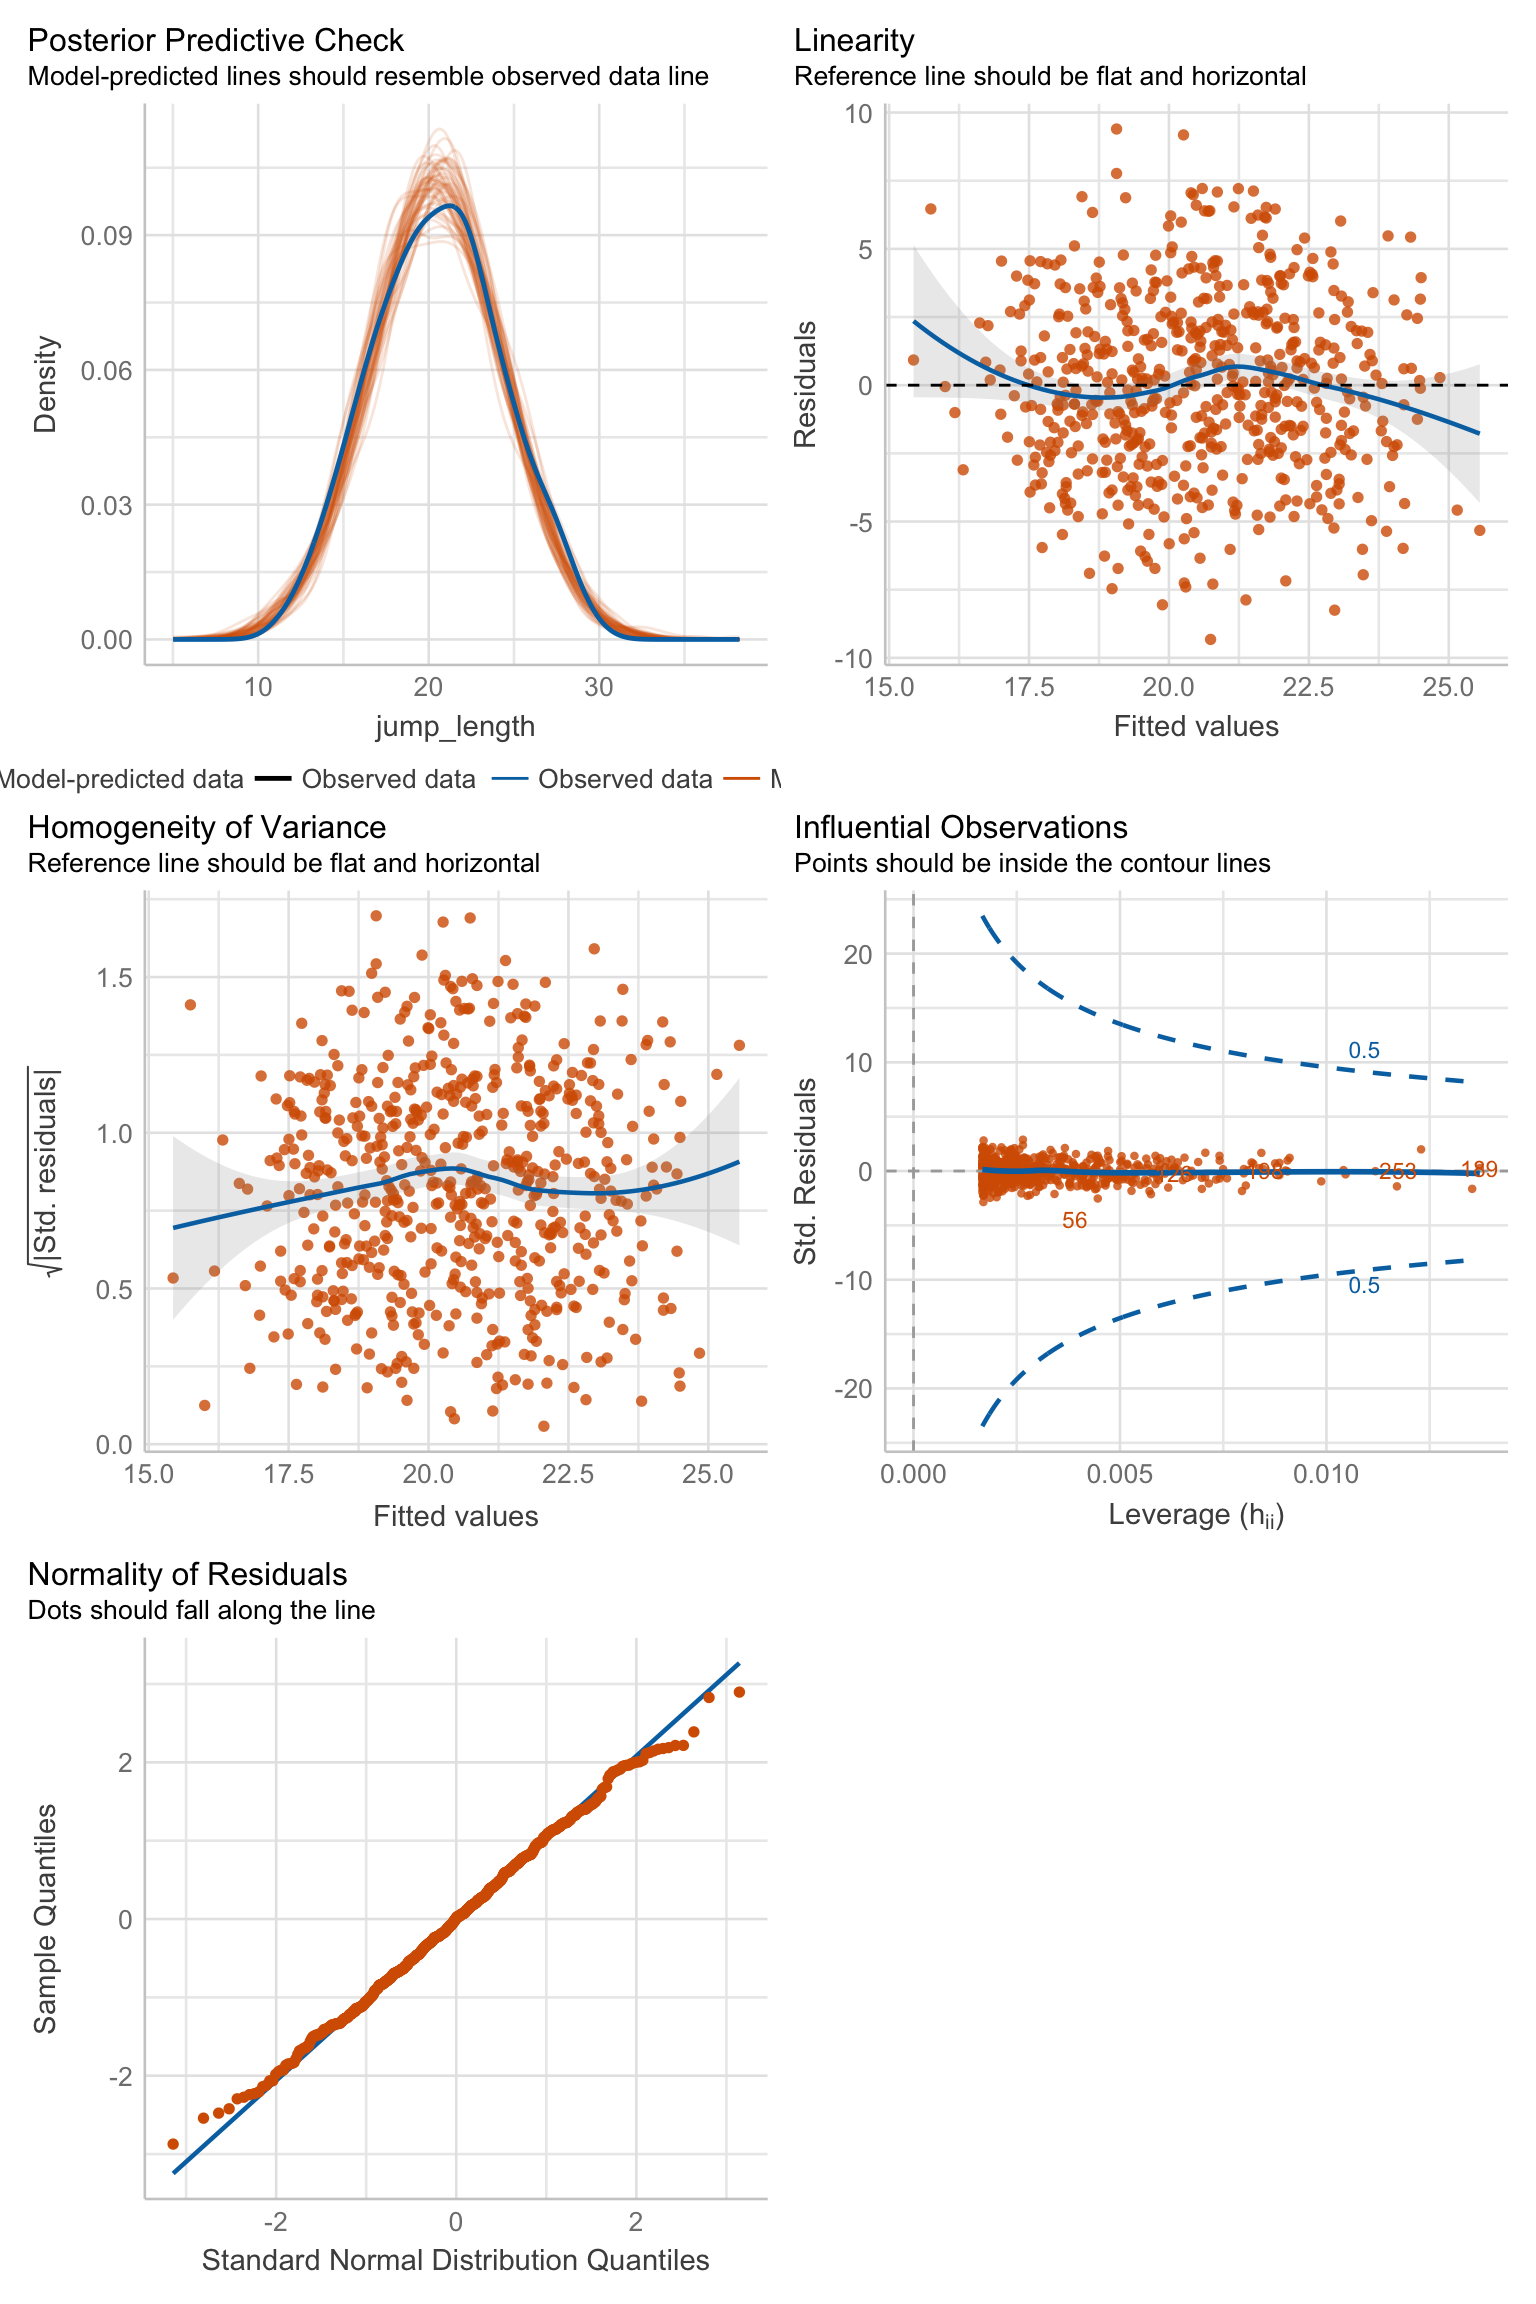 Posterior Predictive Check
Model-predicted lines should resemble observed data line
0.09
0.06
0.03
0.00
Density
10 20 30
jump_length
Model-predicted data Observed data Observed data
Linearity
Reference line should be flat and horizontal
10
5
0
-5
-10
Residuals
15.0 17.5 20.0 22.5 25.0
Fitted values
Homogeneity of Variance
Reference line should be flat and horizontal
1.5
1.0
0.5
0.0
√|Std. residuals|
15.0 17.5 20.0 22.5 25.0
Fitted values
Influential Observations
Points should be inside the contour lines
20
10
0
-10
-20
Std. Residuals
0.5
126 198 253 189
56
0.5
0.000 0.005 0.010
Leverage (hii)
Normality of Residuals
Dots should fall along the line
2
0
-2
Sample Quantiles
-2 0 2
Standard Normal Distribution Quantiles